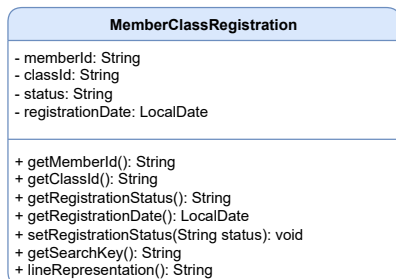 MemberClassRegistration
- memberId: String
- classId: String
- status: String
- registrationDate: LocalDate
+ getMemberId(): String
+ getClassId(): String
+ getRegistrationStatus(): String
+ getRegistrationDate(): LocalDate
+ setRegistrationStatus(String status): void
+ getSearchKey(): String
+ lineRepresentation(): String